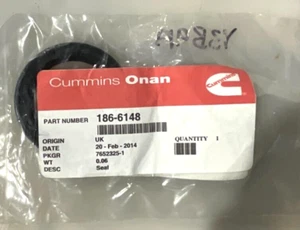 Cummins Onan
PART NUMBER 186-6148
ORIGIN UK QUANTITY 1
DATE 20 - Feb - 2014
PKGR 7652325-1
WT 0.06
DESC Seal